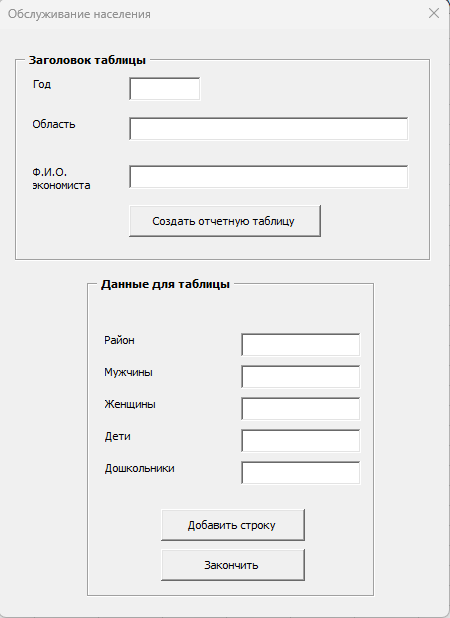 Обслуживание населения
Заголовок таблицы
Год
Область
Ф.И.О.
экономиста
Создать отчетную таблицу
Данные для таблицы
Район
Мужчины
Женщины
Дети
Дошкольники
Добавить строку
Закончить